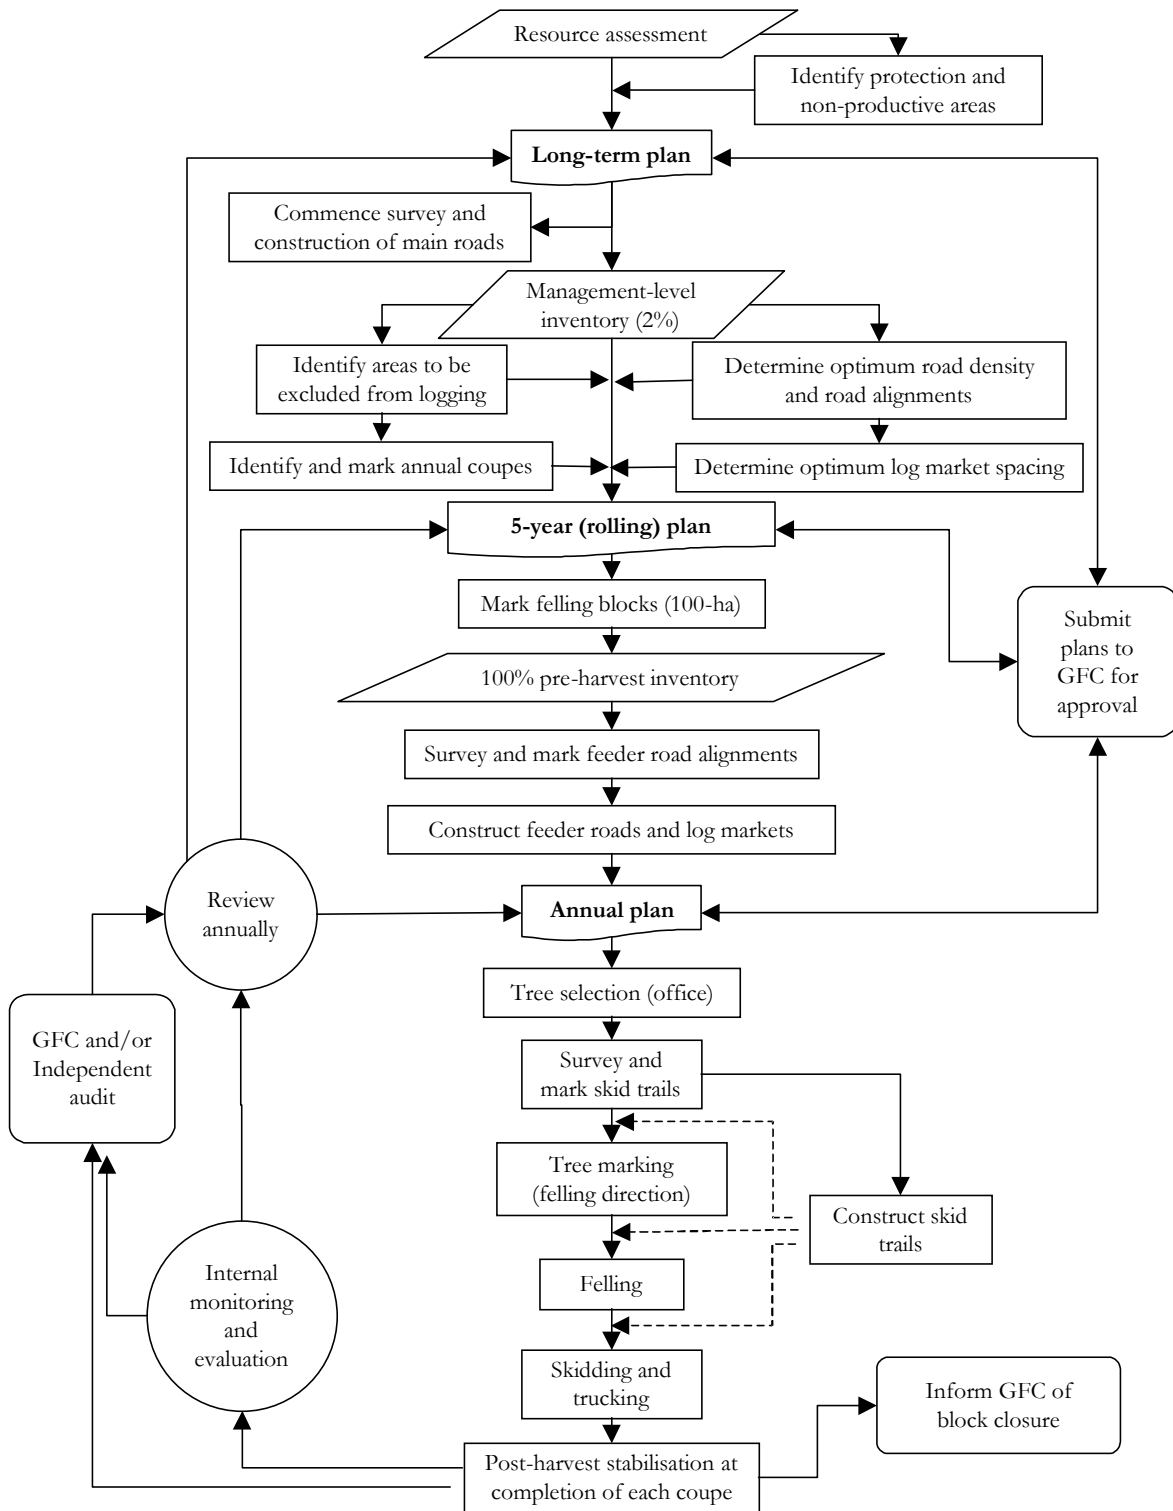 Resource assessment
Identify protection and
non-productive areas
Long-term plan
Commence survey and
construction of main roads
Management-level
inventory (2%)
Identify areas to be
excluded from logging
Determine optimum road density
and road alignments
Identify and mark annual coupes
Determine optimum log market spacing
5-year (rolling) plan
Mark felling blocks (100-ha)
Submit
plans to
GFC for
approval
100% pre-harvest inventory
Survey and mark feeder road alignments
Construct feeder roads and log markets
Review
annually
Annual plan
Tree selection (office)
GFC and/or
Independent
audit
Survey and
mark skid trails
Tree marking
(felling direction)
Construct skid
trails
Internal
monitoring
and
evaluation
Felling
Skidding and
trucking
Inform GFC of
block closure
Post-harvest stabilisation at
completion of each coupe